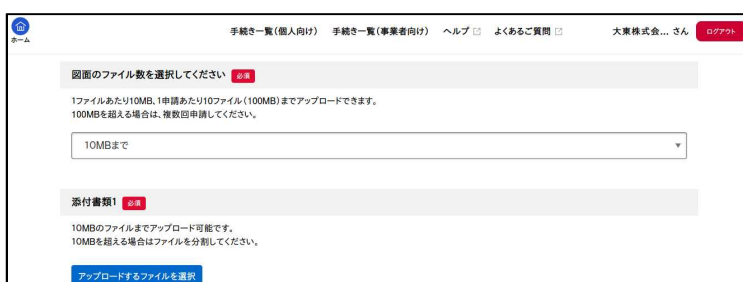 ホーム
手続き一覧(個人向け) 手続き一覧(事業者向け) ヘルプ よくあるご質問 大東株式会... さん ログアウト
図面のファイル数を選択してください 必須
1ファイルあたり10MB、1申請あたり10ファイル(100MB)までアップロードできます。
100MBを超える場合は、複数回申請してください。
10MBまで
添付書類1 必須
10MBのファイルまでアップロード可能です。
10MBを超える場合はファイルを分割してください。
アップロードするファイルを選択